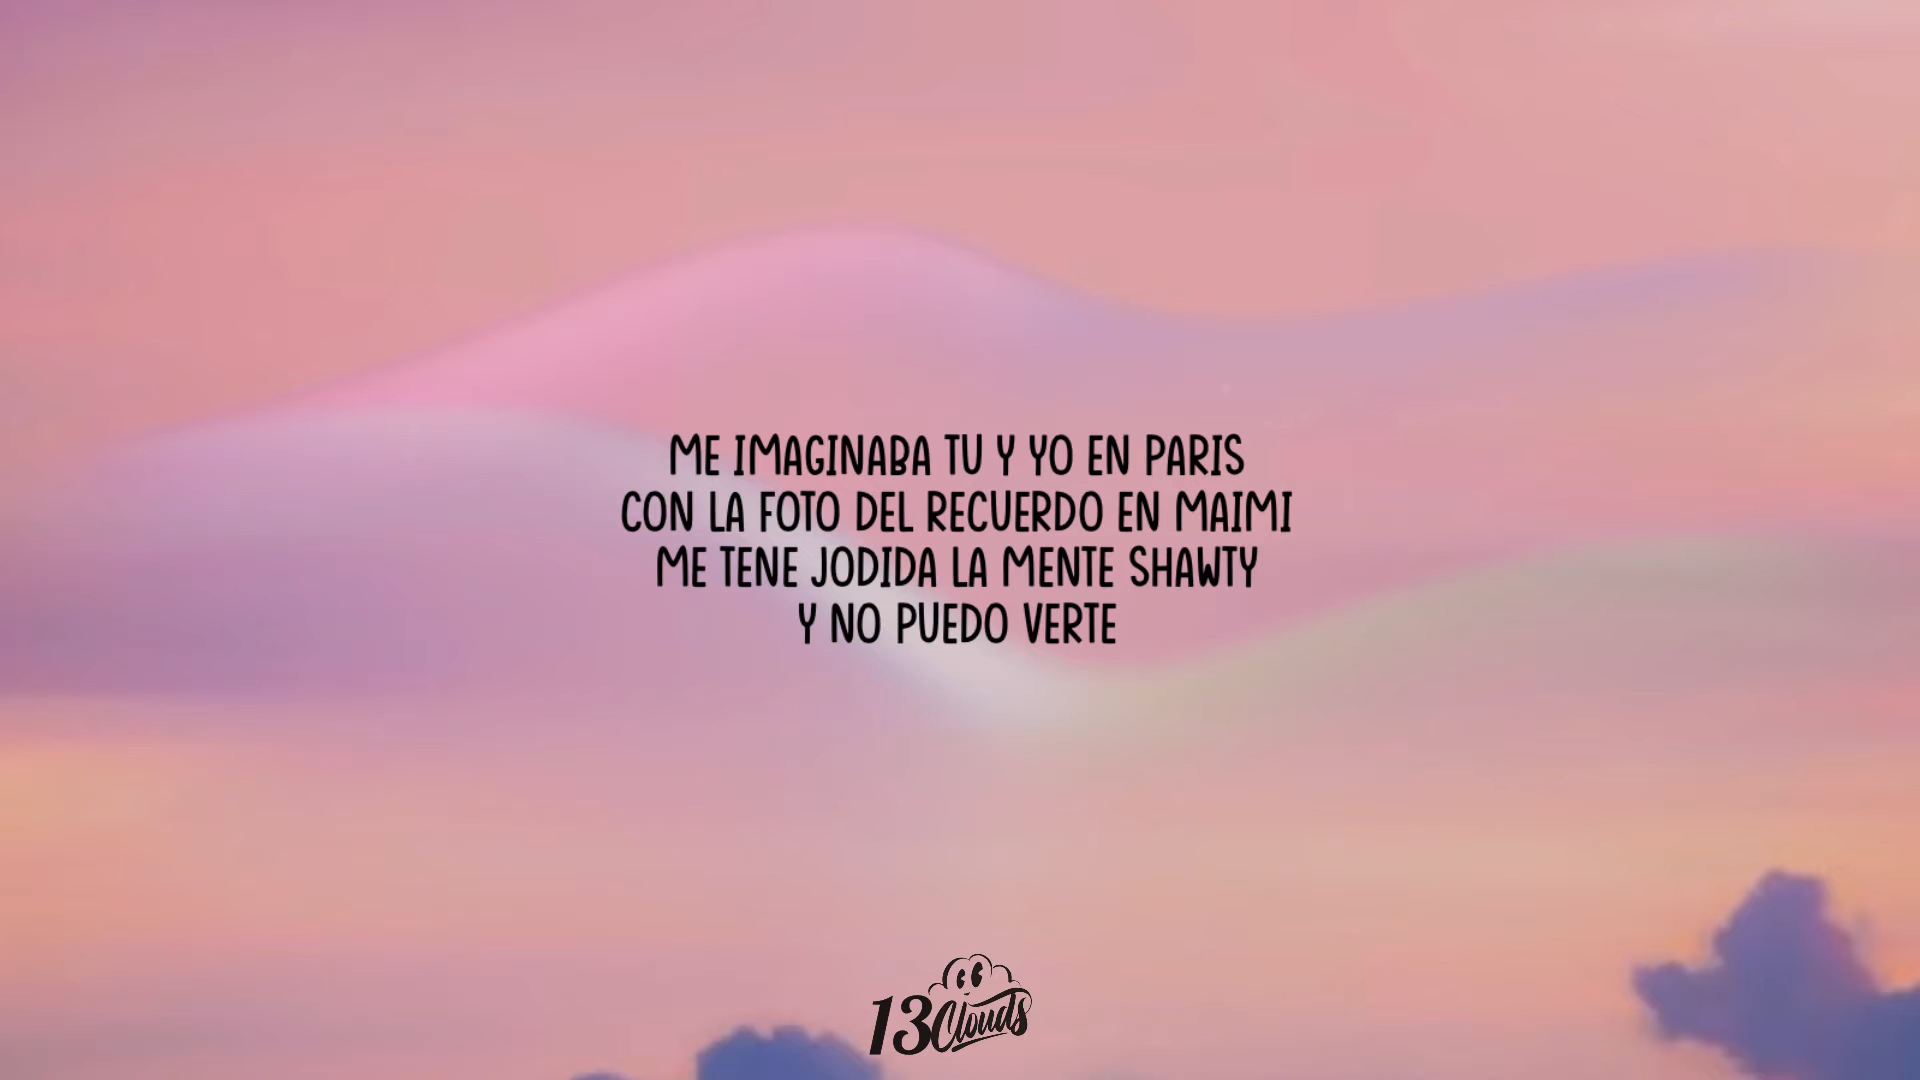 ME IMAGINABA TU Y YO EN PARIS
CON LA FOTO DEL RECUERDO EN MAIMI
ME TENE JODIDA LA MENTE SHAWTY
Y NO PUEDO VERTE
13Clouds